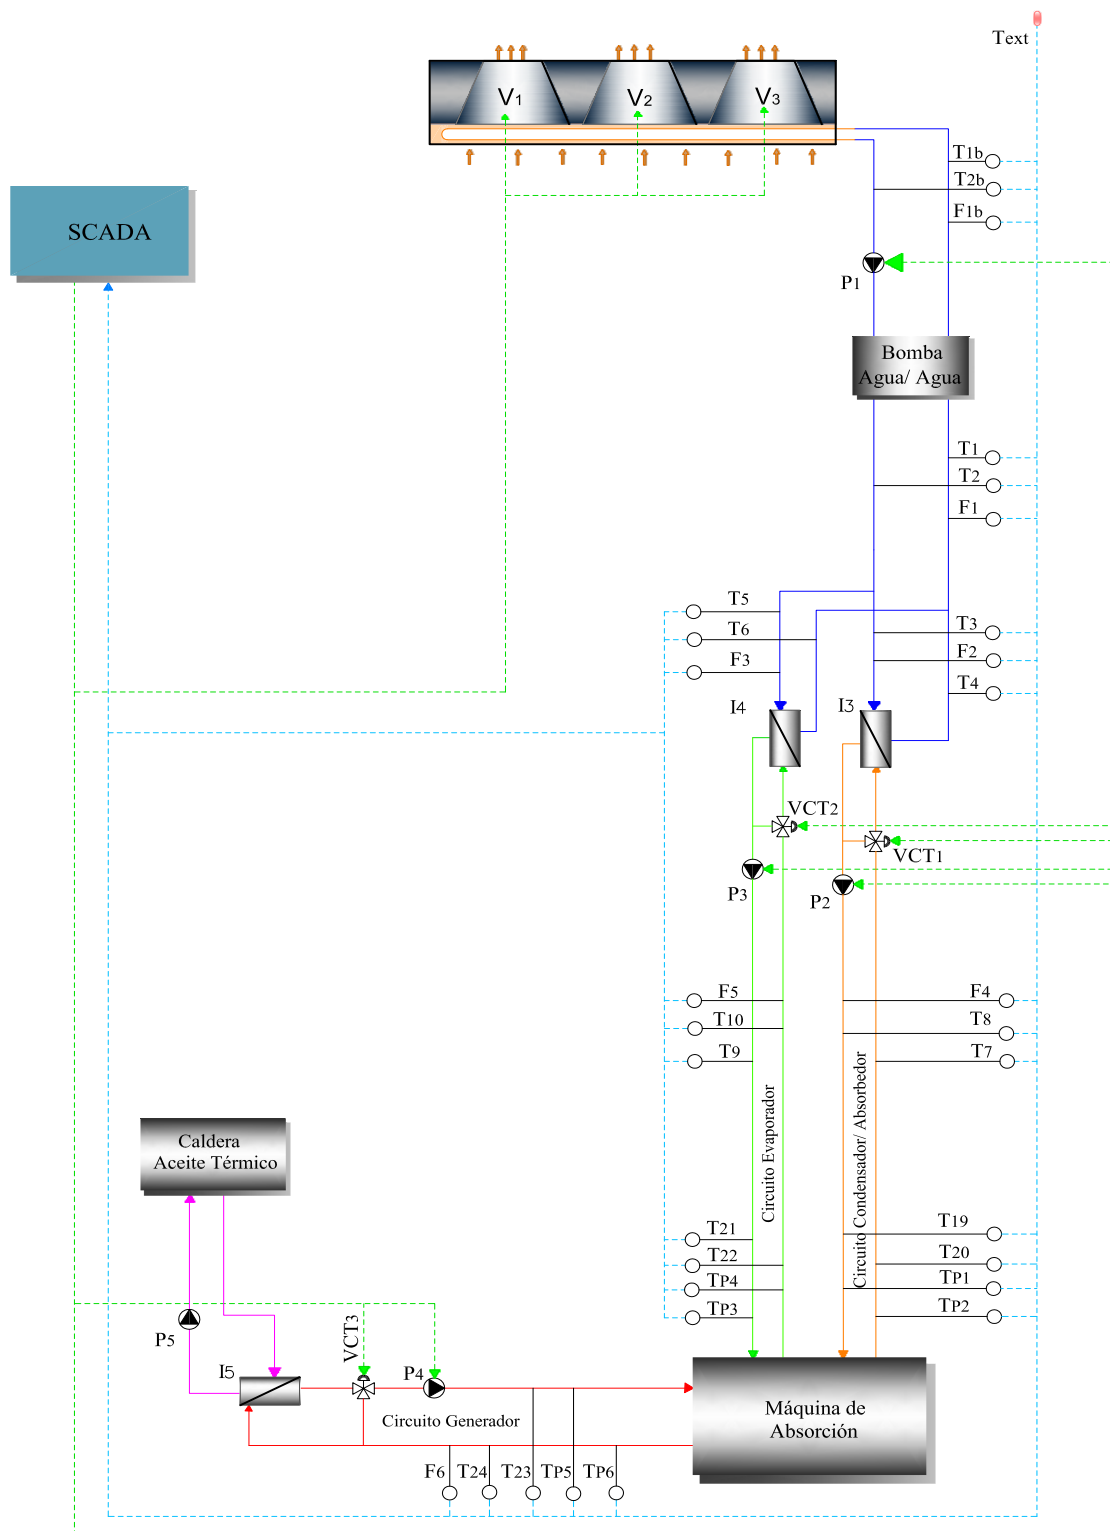 Text
V1
V2
V3
T1b
T2b
F1b
SCADA
P1
Bomba
Agua/ Agua
T1
T2
F1
T5
T6
F3
T3
F2
T4
I4
I3
VCT2
VCT1
P3
P2
F5
T10
T9
F4
T8
T7
Circuito Evaporador
Circuito Condensador/ Absorbedor
Caldera
Aceite Térmico
T21
T22
TP4
TP3
T19
T20
TP1
TP2
P5
I5
VCT3
P4
Circuito Generador
Máquina de
Absorción
F6
T24
T23
TP5
TP6